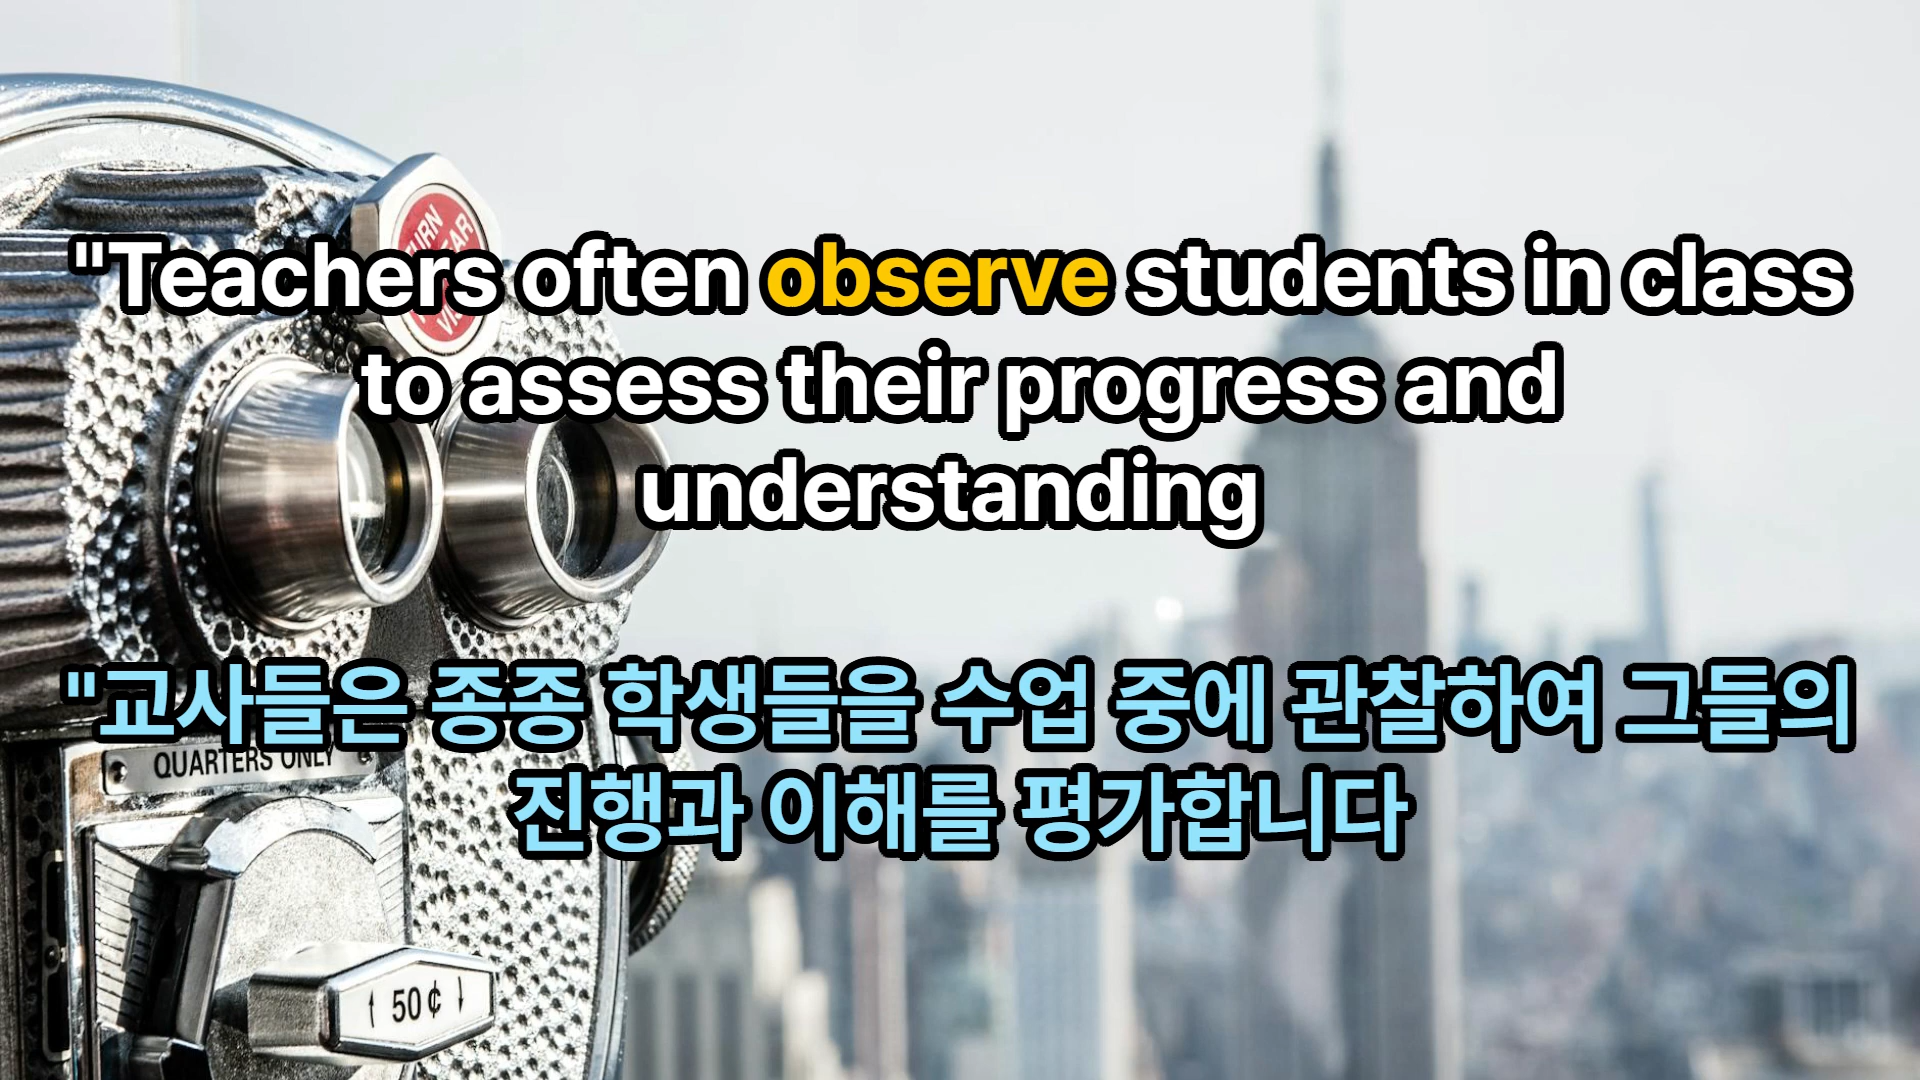 "Teachers often observe students in class
to assess their progress and
understanding
"교사들은 종종 학생들을 수업 중에 관찰하여 그들의
진행과 이해를 평가합니다
QUARTERS ONLY
50¢